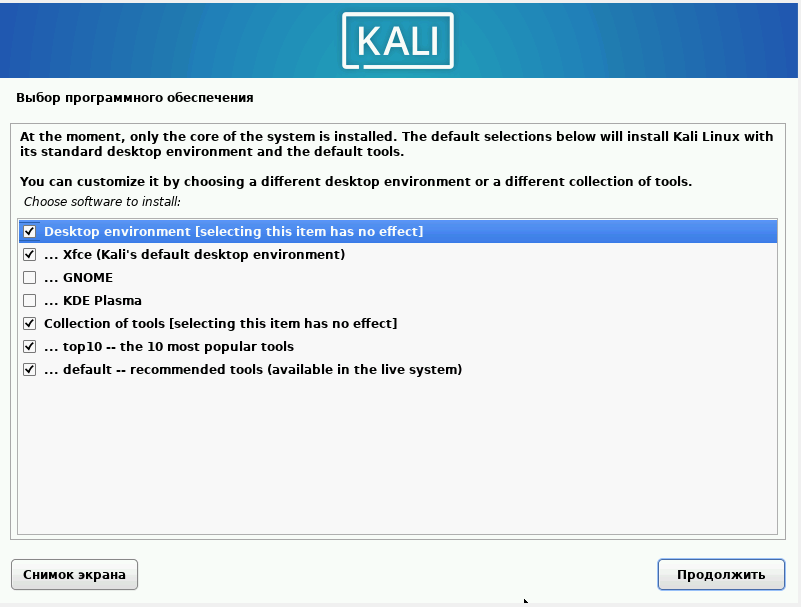 KALI
Выбор программного обеспечения
At the moment, only the core of the system is installed. The default selections below will install Kali Linux with
its standard desktop environment and the default tools.
You can customize it by choosing a different desktop environment or a different collection of tools.
Choose software to install:
Desktop environment [selecting this item has no effect]
... Xfce (Kali's default desktop environment)
... GNOME
... KDE Plasma
Collection of tools [selecting this item has no effect]
... top10 -- the 10 most popular tools
... default -- recommended tools (available in the live system)
Снимок экрана
Продолжить